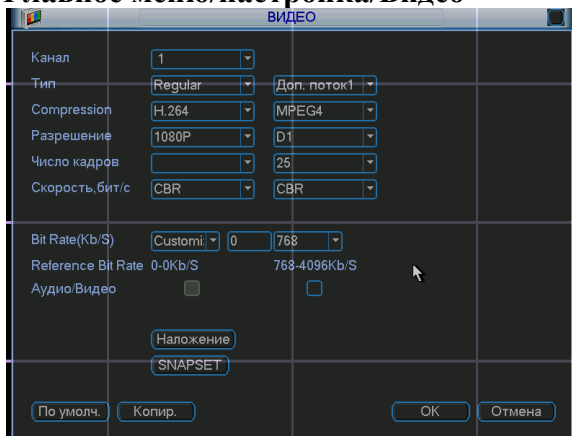 Главное меню/настройка/Видео
ВИДЕО
Канал 1
Тип Regular Доп. поток1
Compression H.264 MPEG4
Разрешение 1080P D1
Число кадров 25
Скорость,бит/с CBR CBR
Bit Rate(Kb/S) Customi: 0 768
Reference Bit Rate 0-0Kb/S 768-4096Kb/S
Аудио/Видео
Наложение
SNAPSET
По умолч. Копир. OK Отмена